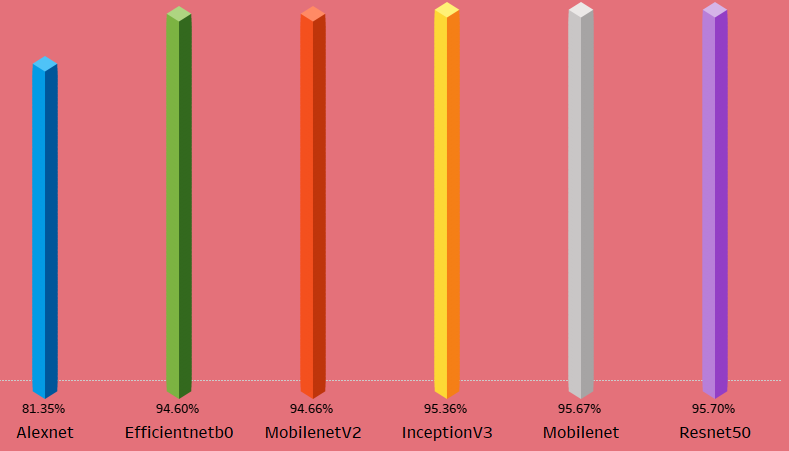 81.35% 94.60% 94.66% 95.36% 95.67% 95.70%
Alexnet Efficientnetb0 MobilenetV2 InceptionV3 Mobilenet Resnet50